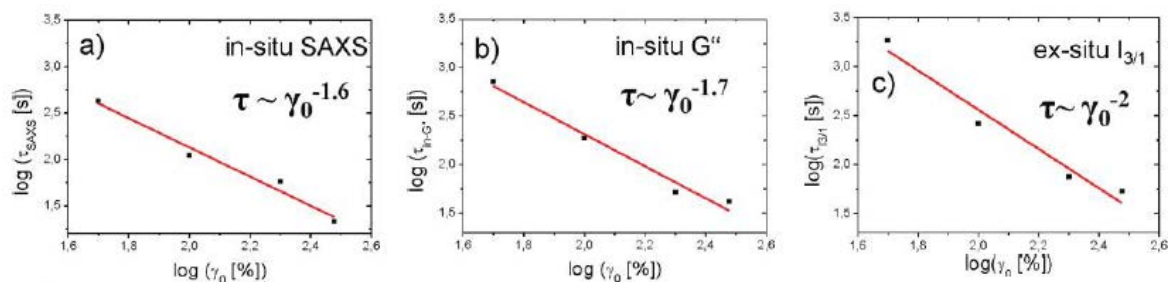 a) in-situ SAXS
τ ~ γ₀⁻¹·⁶
log (τSAXS [s])
3,5
3,0
2,5
2,0
1,5
1,6 1,8 2,0 2,2 2,4 2,6
log (γ₀ [%])
b) in-situ G“
τ~ γ₀⁻¹·⁷
3,5
3,0
2,5
2,0
1,5
1,6 1,8 2,0 2,2 2,4 2,6
log (γ₀ [%])
ex-situ I3/1
c)
τ~ γ₀⁻²
log(τI3/1 [s])
3,5
3,0
2,5
2,0
1,5
1,6 1,8 2,0 2,2 2,4 2,6
log(γ₀ [%])